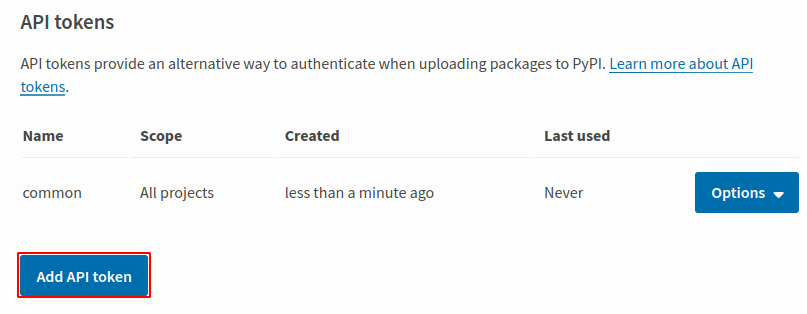 API tokens
API tokens provide an alternative way to authenticate when uploading packages to PyPI. Learn more about API
tokens.
Name Scope Created Last used
common All projects less than a minute ago Never Options
Add API token